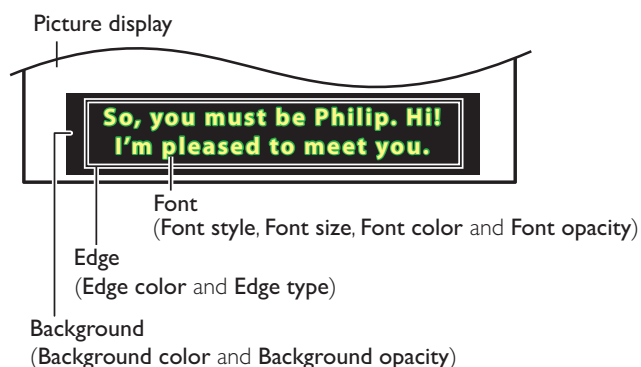 Picture display
So, you must be Philip. Hi!
I'm pleased to meet you.
Font
(Font style, Font size, Font color and Font opacity)
Edge
(Edge color and Edge type)
Background
(Background color and Background opacity)